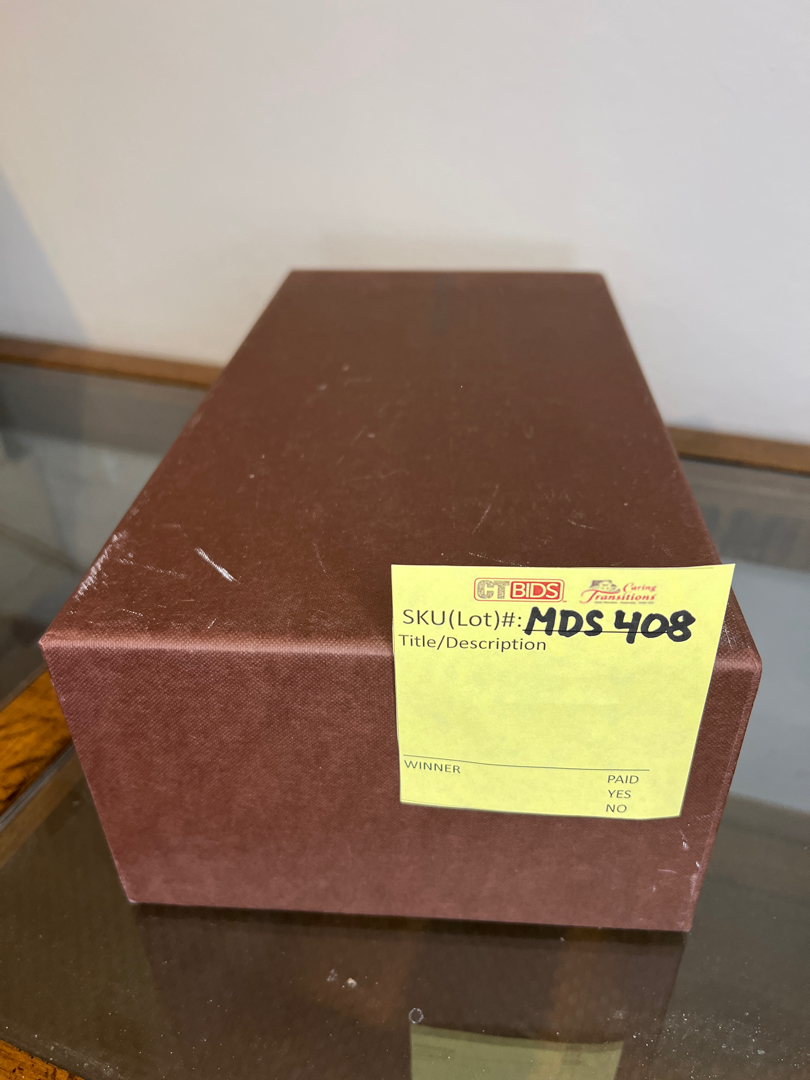 CTBIDS Caring Transitions
SKU(Lot)#: MDS 408
Title/Description
WINNER
PAID
YES
NO